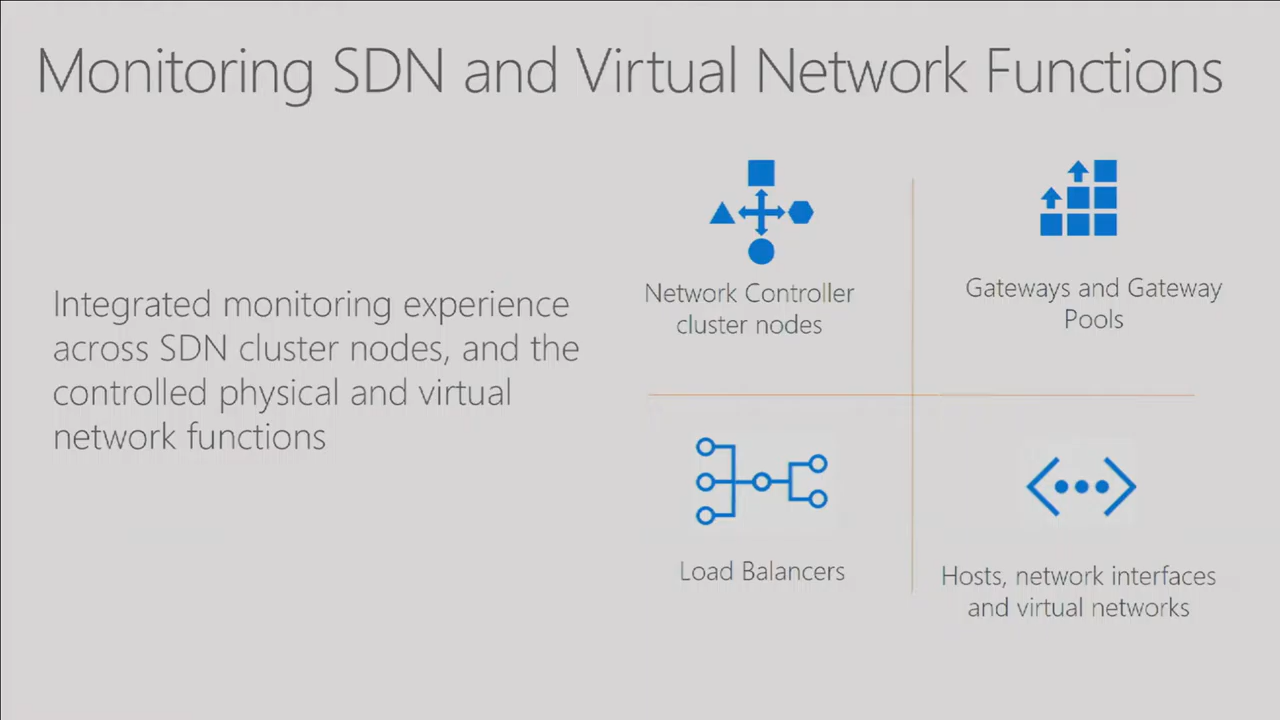 Monitoring SDN and Virtual Network Functions
Integrated monitoring experience
across SDN cluster nodes, and the
controlled physical and virtual
network functions
Network Controller
cluster nodes
Gateways and Gateway
Pools
Load Balancers
Hosts, network interfaces
and virtual networks